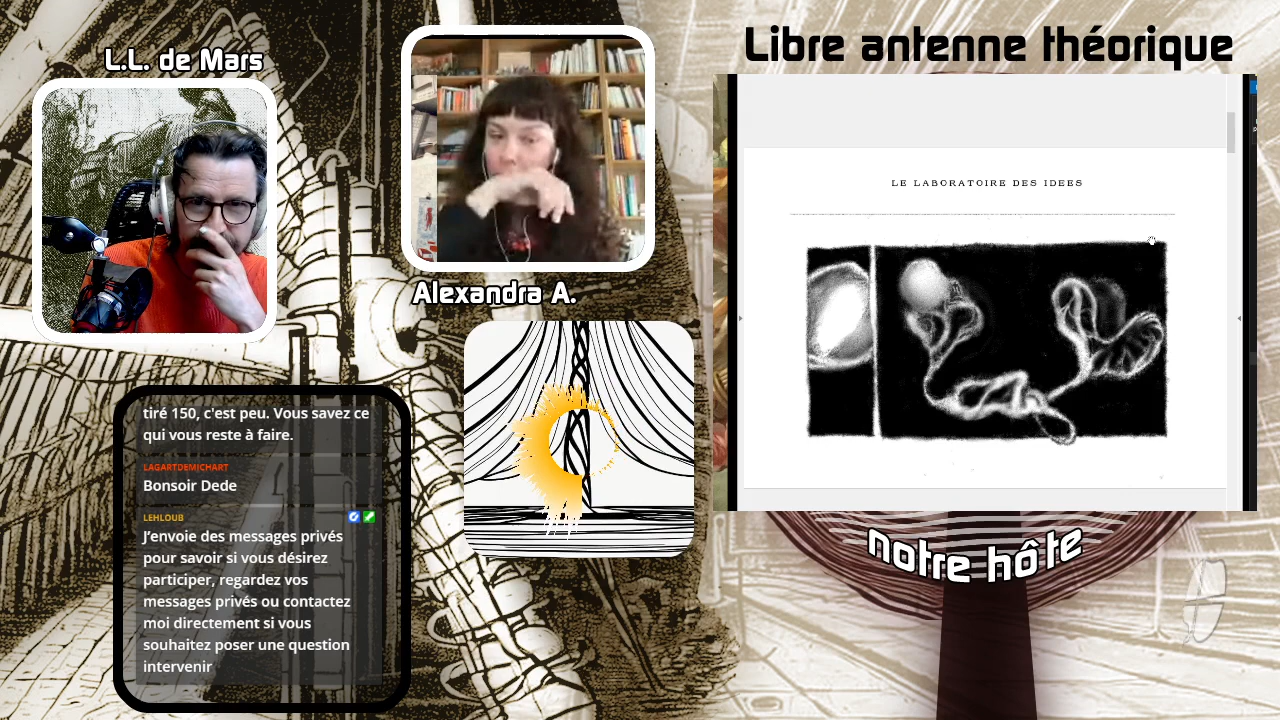 L.L. de Mars
Libre antenne théorique
LE LABORATOIRE DES IDEES
Alexandra A.
tiré 150, c'est peu. Vous savez ce
qui vous reste à faire.
LAGARTDEMICHART
Bonsoir Dede
LEHLOUB
J'envoie des messages privés
pour savoir si vous désirez
participer, regardez vos
messages privés ou contactez
moi directement si vous
souhaitez poser une question
intervenir
notre hôte